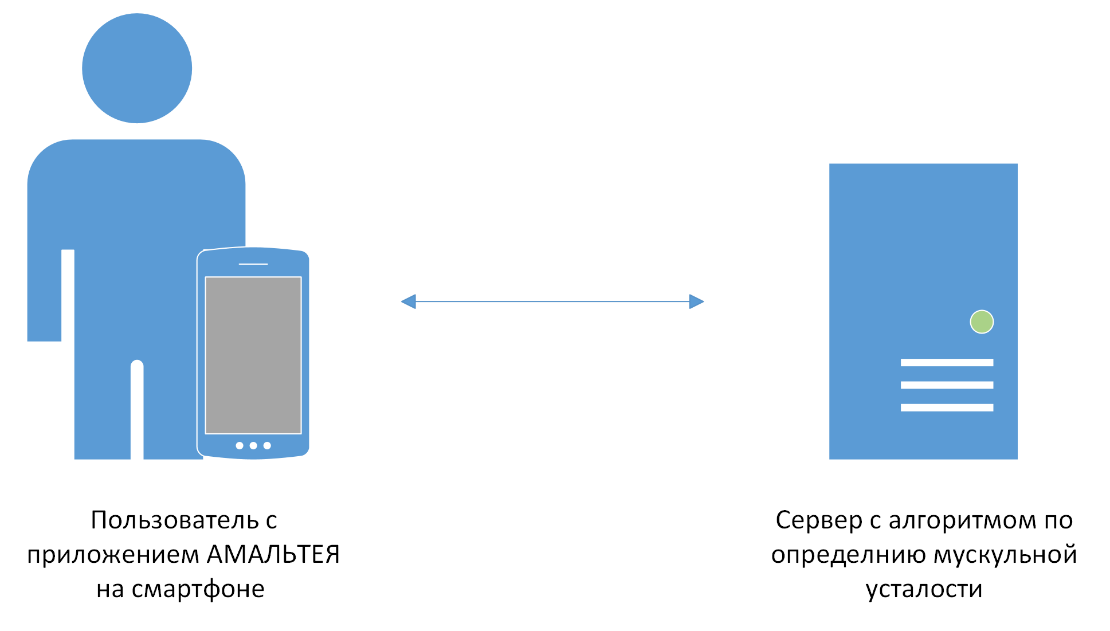 Пользователь с
приложением АМАЛЬТЕЯ
на смартфоне
Сервер с алгоритмом по
определнию мускульной
усталости